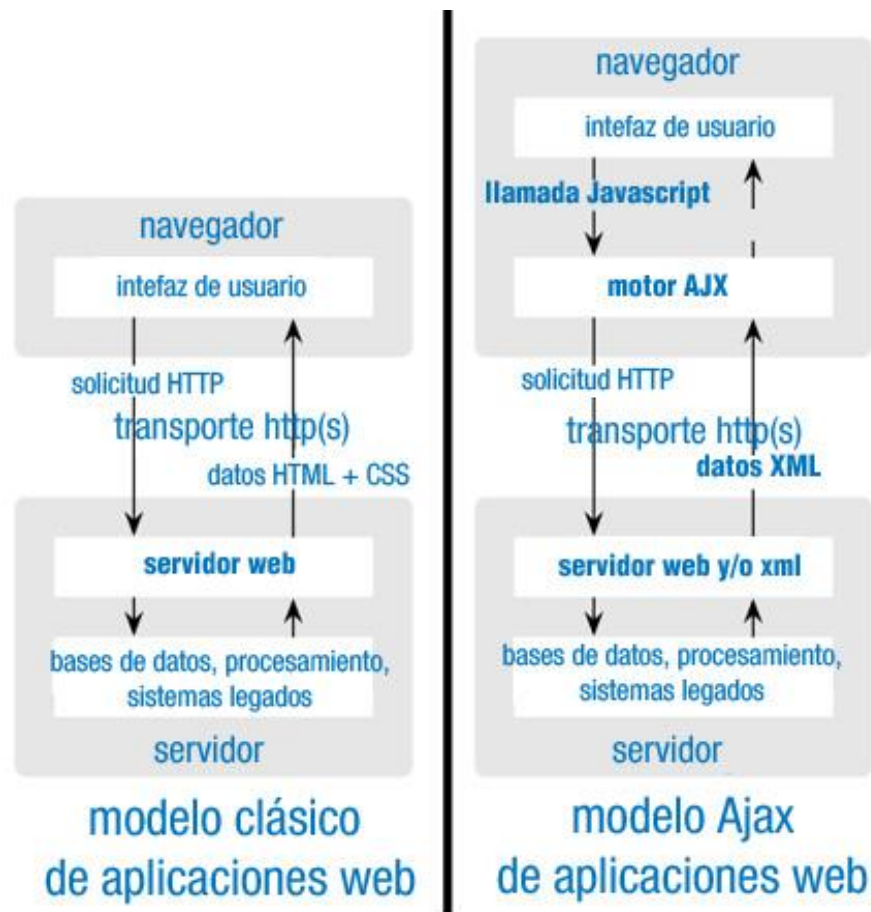 navegador
intefaz de usuario
solicitud HTTP
transporte http(s)
datos HTML + CSS
servidor web
bases de datos, procesamiento,
sistemas legados
servidor
modelo clásico
de aplicaciones web
navegador
intefaz de usuario
llamada Javascript
motor AJX
solicitud HTTP
transporte http(s)
datos XML
servidor web y/o xml
bases de datos, procesamiento,
sistemas legados
servidor
modelo Ajax
de aplicaciones web